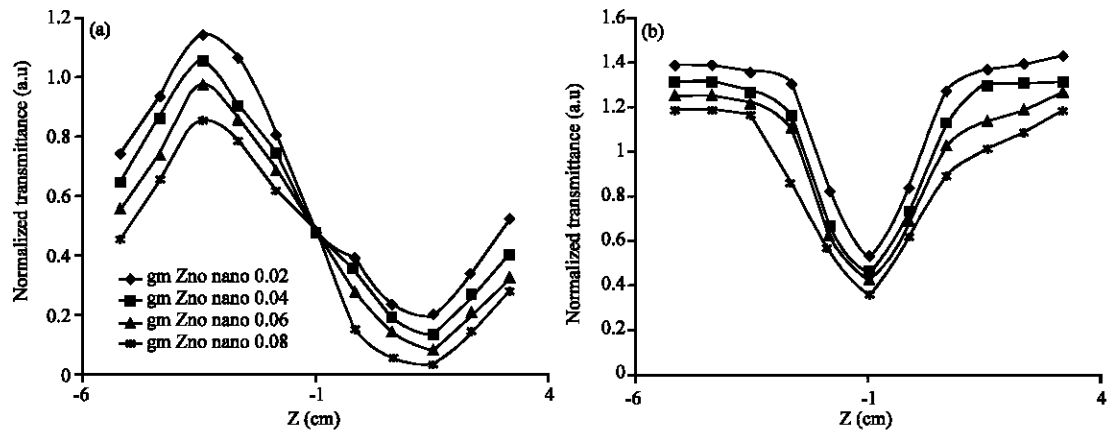 (a)
Normalized transmittance (a.u)
1.2
1.0
0.8
0.6
0.4
0.2
0
gm Zno nano 0.02
gm Zno nano 0.04
gm Zno nano 0.06
gm Zno nano 0.08
-6 -1 4
Z (cm)
(b)
Normalized transmittance (a.u)
1.6
1.4
1.2
1
0.8
0.6
0.4
0.2
0
-6 -1 4
Z (cm)